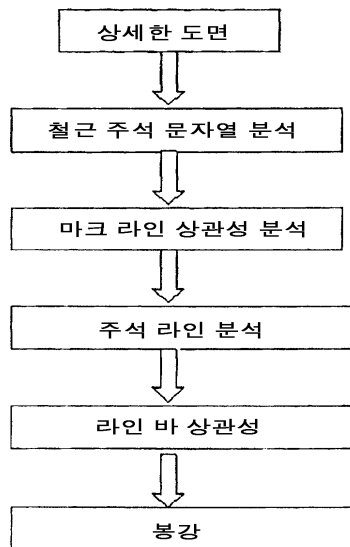 상세한 도면
철근 주석 문자열 분석
마크 라인 상관성 분석
주석 라인 분석
라인 바 상관성
봉강